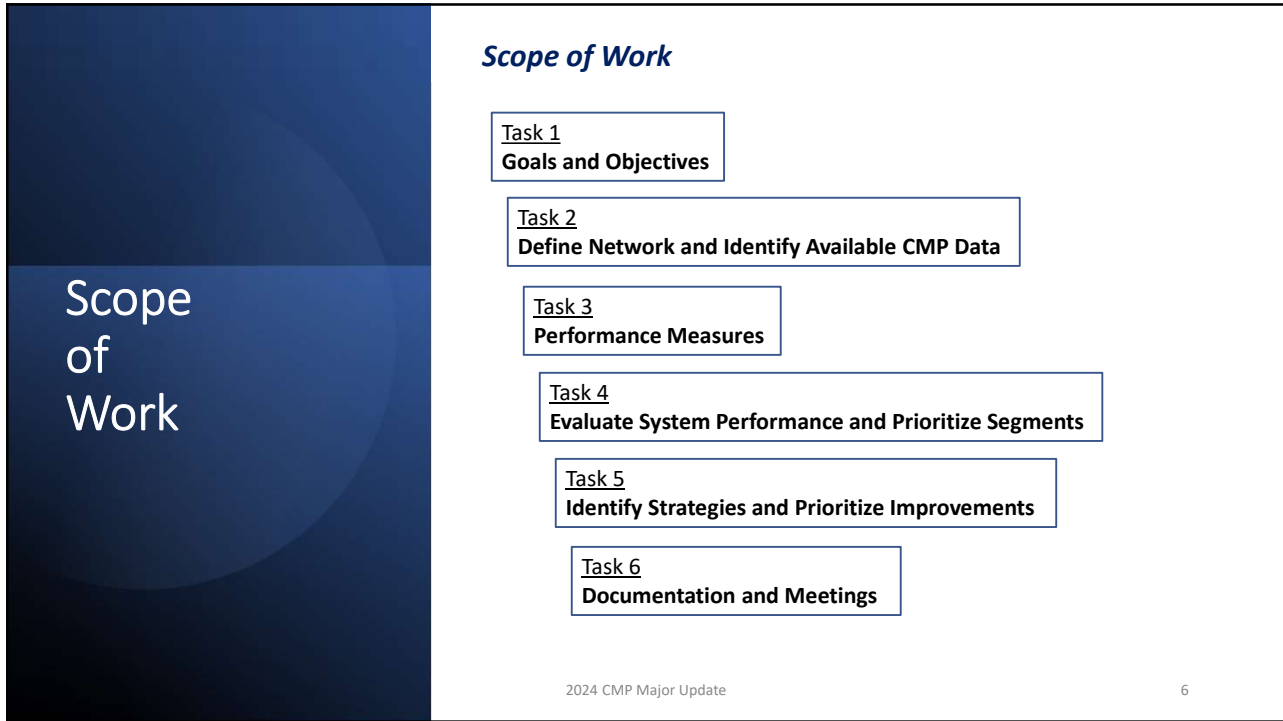 Scope
of
Work
Scope of Work
Task 1
Goals and Objectives
Task 2
Define Network and Identify Available CMP Data
Task 3
Performance Measures
Task 4
Evaluate System Performance and Prioritize Segments
Task 5
Identify Strategies and Prioritize Improvements
Task 6
Documentation and Meetings
2024 CMP Major Update
6